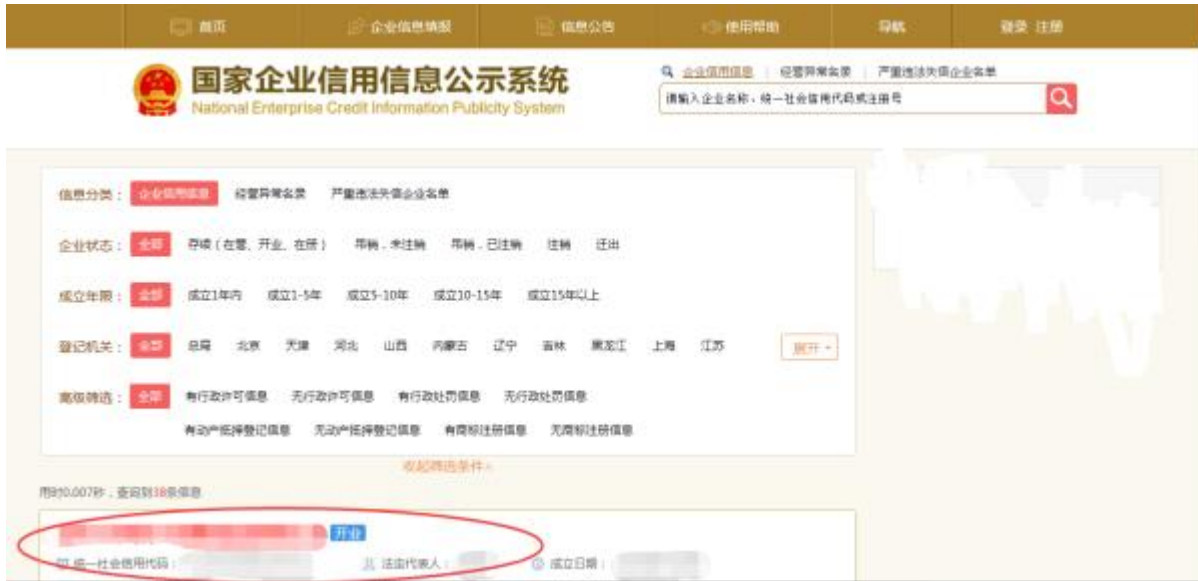 首页 企业信息填报 信息公告 使用帮助 导航 登录 注册
国家企业信用信息公示系统
National Enterprise Credit Information Publicity System
企业信用信息 | 经营异常名录 | 严重违法失信企业名单
请输入企业名称、统一社会信用代码或注册号
信息分类： 企业信用信息 经营异常名录 严重违法失信企业名单
企业状态： 全部 存续（在营、开业、在册） 吊销，未注销 吊销，已注销 注销 迁出
成立年限： 全部 成立1年内 成立1-5年 成立5-10年 成立10-15年 成立15年以上
登记机关： 全部 总局 北京 天津 河北 山西 内蒙古 辽宁 吉林 黑龙江 上海 江苏 展开
高级筛选： 全部 有行政许可信息 无行政许可信息 有行政处罚信息 无行政处罚信息
有动产抵押登记信息 无动产抵押登记信息 有商标注册信息 无商标注册信息
收起筛选条件
用时0.007秒，查询到38条信息
开业
统一社会信用代码： 法定代表人： 成立日期：